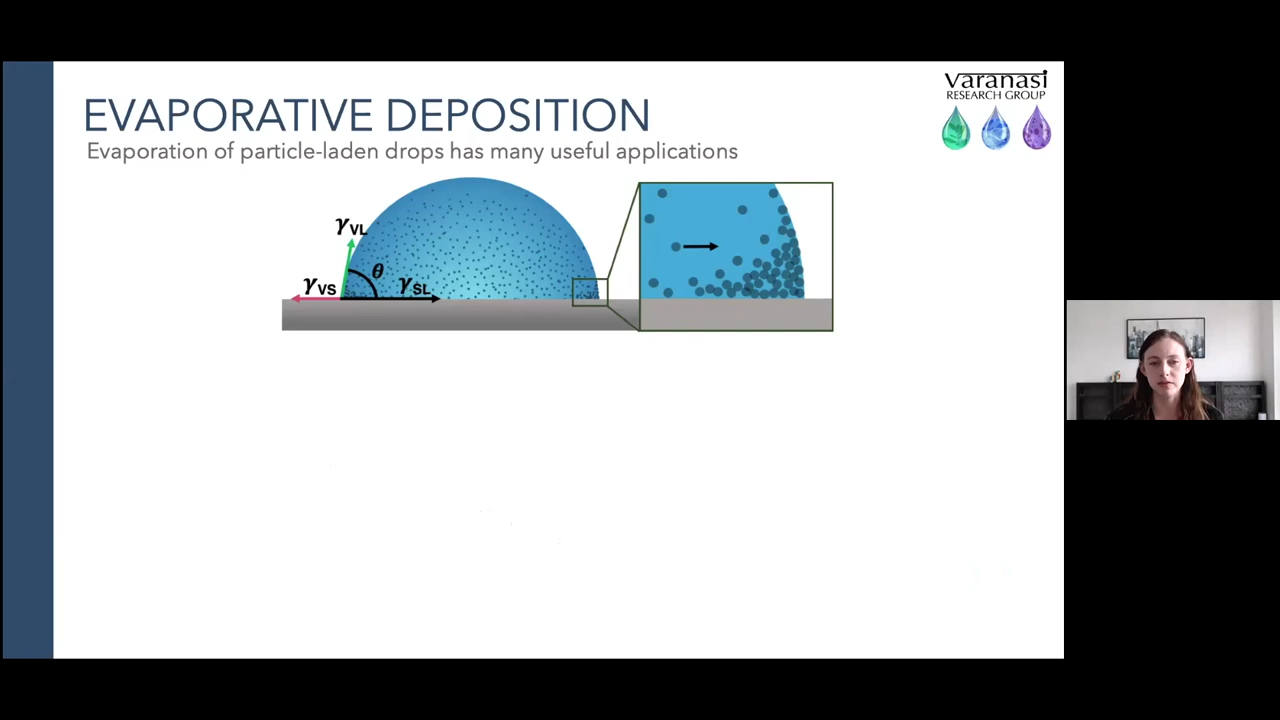 EVAPORATIVE DEPOSITION
Evaporation of particle-laden drops has many useful applications
varanasi
RESEARCH GROUP
γVL
θ
γVS
γSL